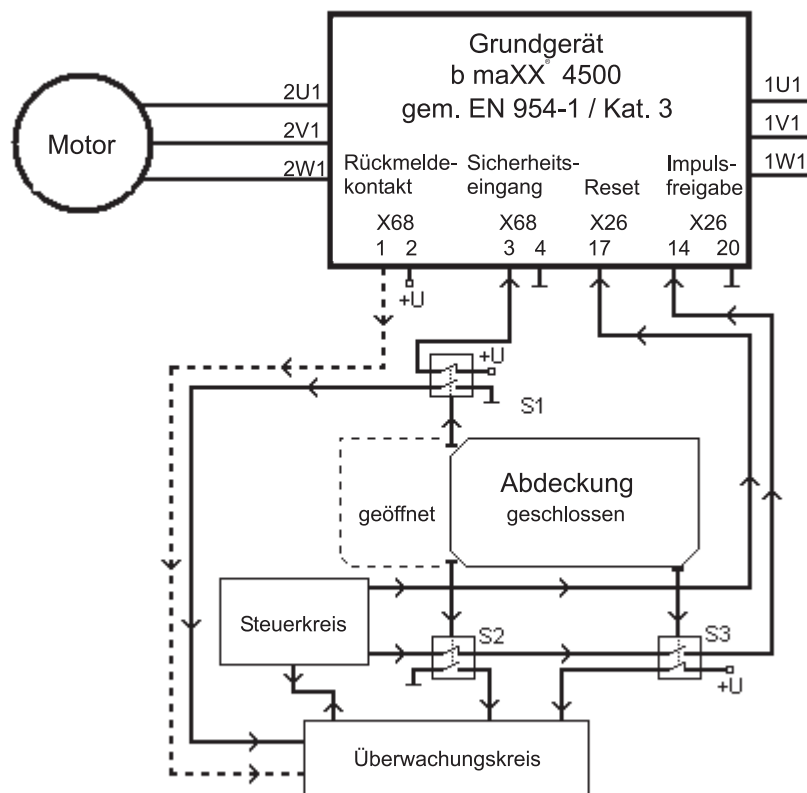 Grundgerät
b maXX® 4500
gem. EN 954-1 / Kat. 3
Motor
2U1
2V1
2W1
1U1
1V1
1W1
Rückmelde-
kontakt
Sicherheits-
eingang
Reset
Impuls-
freigabe
X68
X68
X26
X26
1 2 3 4 17 14 20
+U
+U
S1
Abdeckung
geöffnet
geschlossen
Steuerkreis
S2
S3
+U
Überwachungskreis